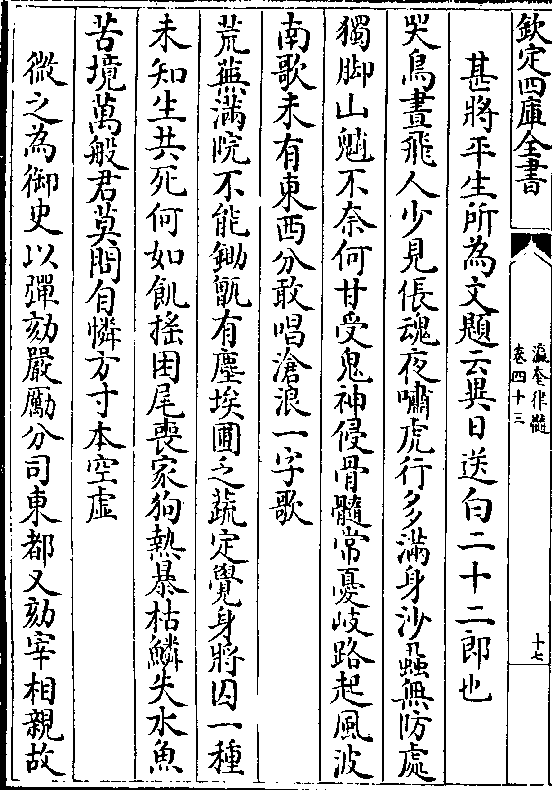 欽定四庫全書
瀛奎律髓
卷四十三
十七
甚將平生所為文題云異日送白二十二郎也
哭鳥晝飛人少見倀魂夜嘯虎行多滿身沙蝨無防處
獨脚山魈不奈何甘受鬼神侵骨髓常憂岐路起風波
南歌未有東西分敢唱滄浪一字歌
荒蕪滿院不能鋤甑有塵埃圃乏蔬定覺身將囚一種
未知生共死何如飢搖困尾喪家狗熱暴枯鱗失水魚
苦境萬般君莫問自憐方寸本空虛
微之為御史以彈劾嚴勵分司東都又劾宰相親故